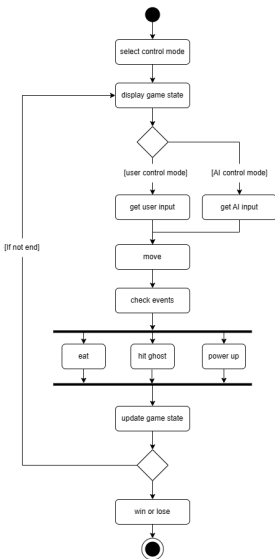 select control mode
display game state
[user control mode]
[AI control mode]
get user input
get AI input
[If not end]
move
check events
eat
hit ghost
power up
update game state
win or lose